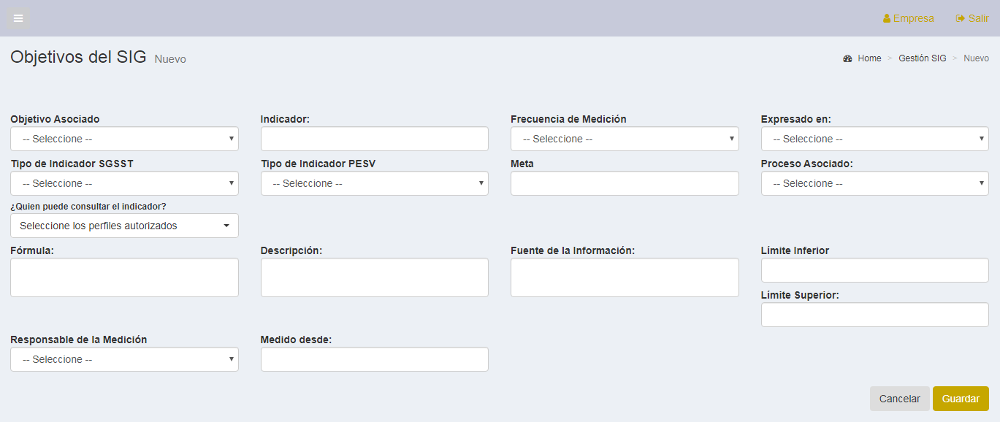 Empresa Salir
Objetivos del SIG Nuevo
Home > Gestión SIG > Nuevo
Objetivo Asociado Indicador: Frecuencia de Medición Expresado en:
-- Seleccione -- -- Seleccione -- -- Seleccione --
Tipo de Indicador SGSST Tipo de Indicador PESV Meta Proceso Asociado:
-- Seleccione -- -- Seleccione -- -- Seleccione --
¿Quien puede consultar el indicador?
Seleccione los perfiles autorizados
Fórmula: Descripción: Fuente de la Información: Límite Inferior
Límite Superior:
Responsable de la Medición Medido desde:
-- Seleccione --
Cancelar Guardar